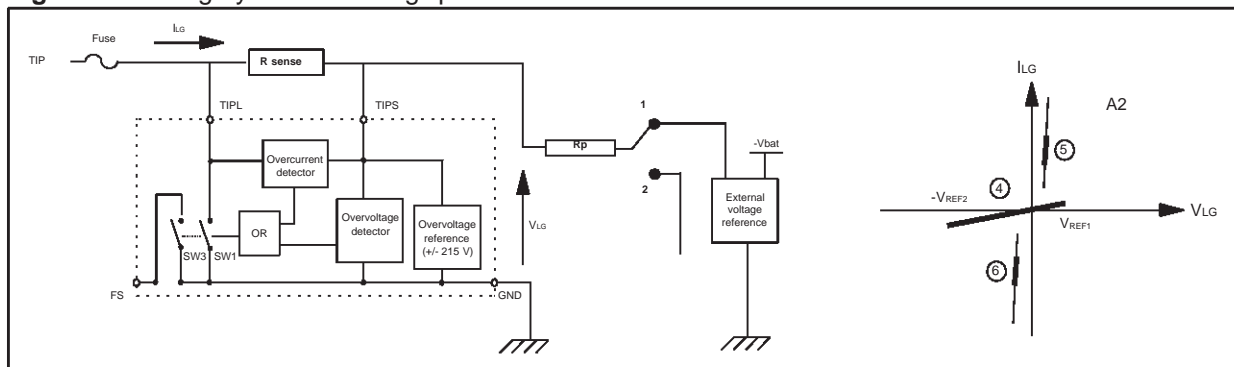 Fuse
ILG
TIP
R sense
TIPL
TIPS
Overcurrent
detector
OR
Overvoltage
detector
Overvoltage
reference
(+/- 215 V)
SW3
SW1
FS
GND
VLG
Rp
1
2
-Vbat
External
voltage
reference
ILG
A2
5
4
-VREF2
VLG
VREF1
6